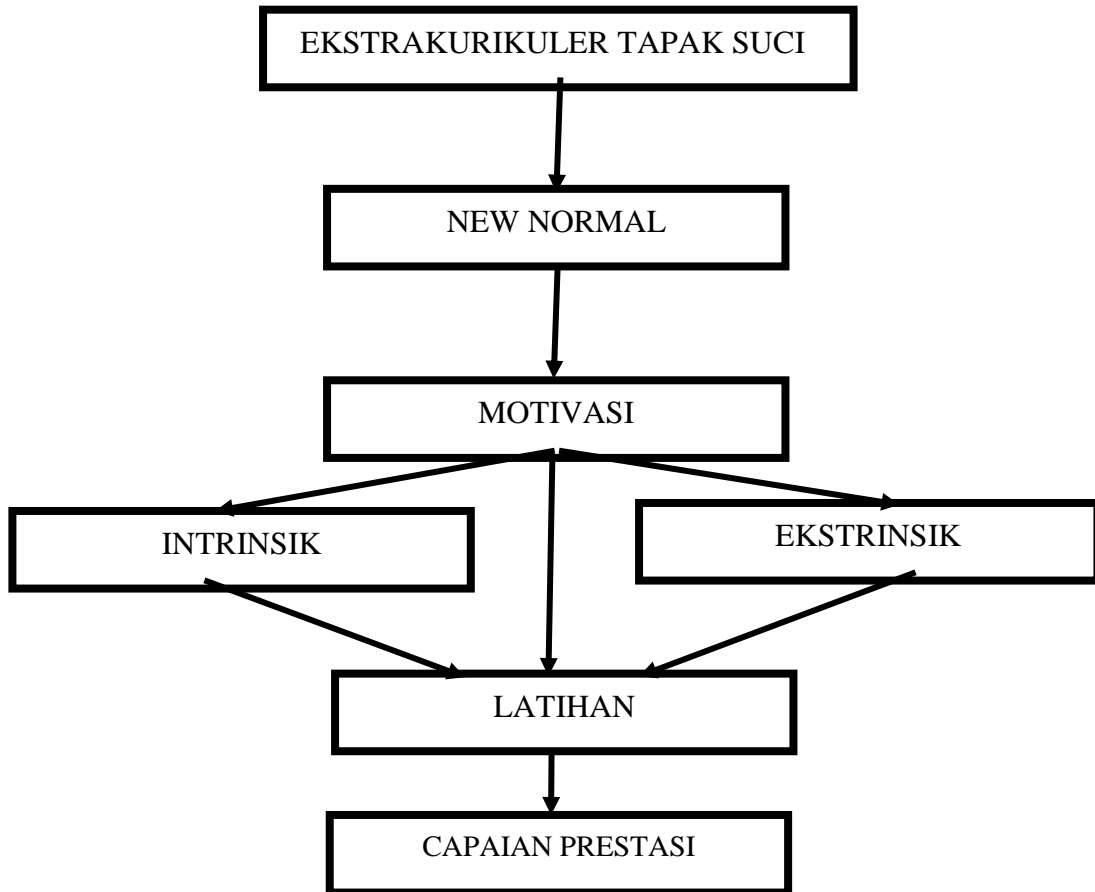 EKSTRAKURIKULER TAPAK SUCI
NEW NORMAL
MOTIVASI
INTRINSIK
EKSTRINSIK
LATIHAN
CAPAIAN PRESTASI